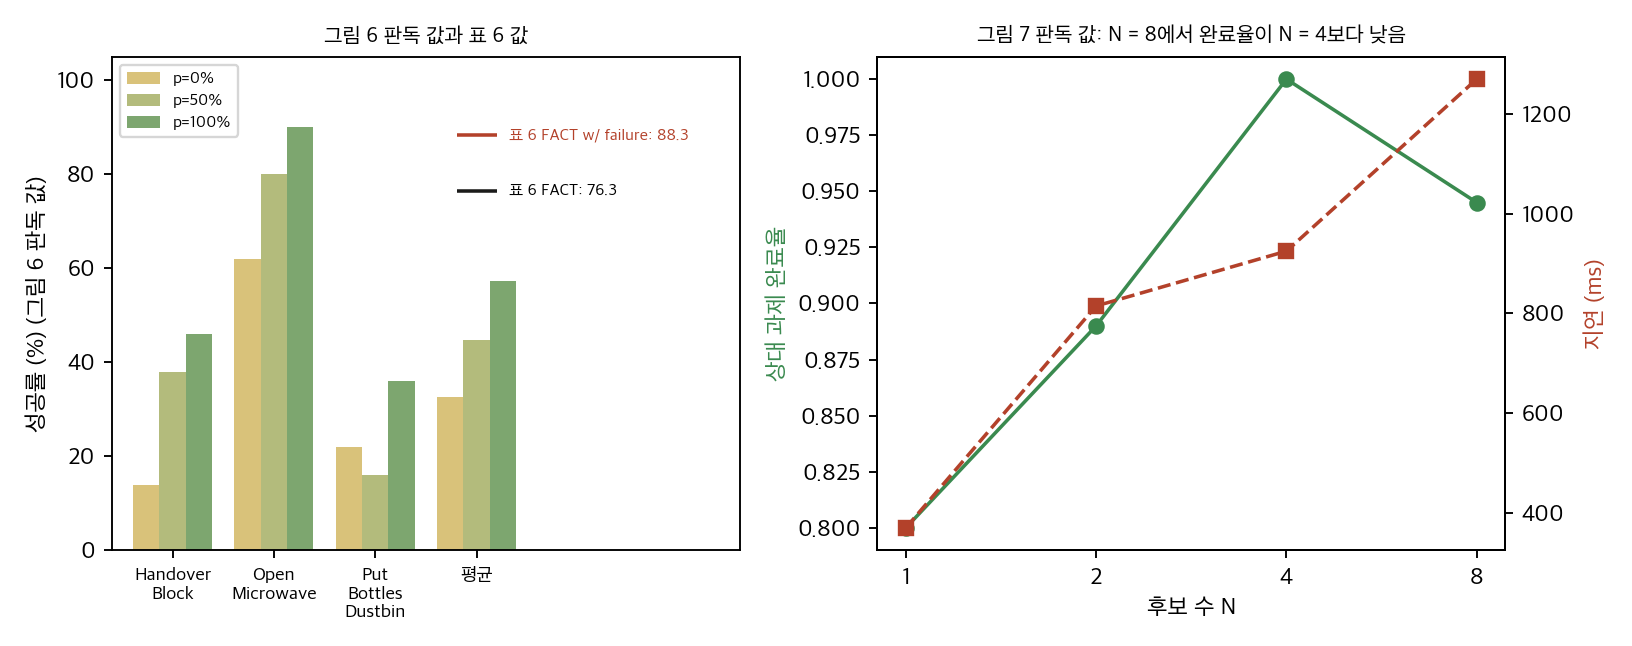 그림 6 판독 값과 표 6 값
성공률 (%) (그림 6 판독 값)
100
80
60
40
20
0
p=0%
p=50%
p=100%
표 6 FACT w/ failure: 88.3
표 6 FACT: 76.3
Handover
Block
Open
Microwave
Put
Bottles
Dustbin
평균
그림 7 판독 값: N = 8에서 완료율이 N = 4보다 낮음
상대 과제 완료율
1.000
0.975
0.950
0.925
0.900
0.875
0.850
0.825
0.800
1
2
4
8
후보 수 N
1200
1000
800
600
400
지연 (ms)